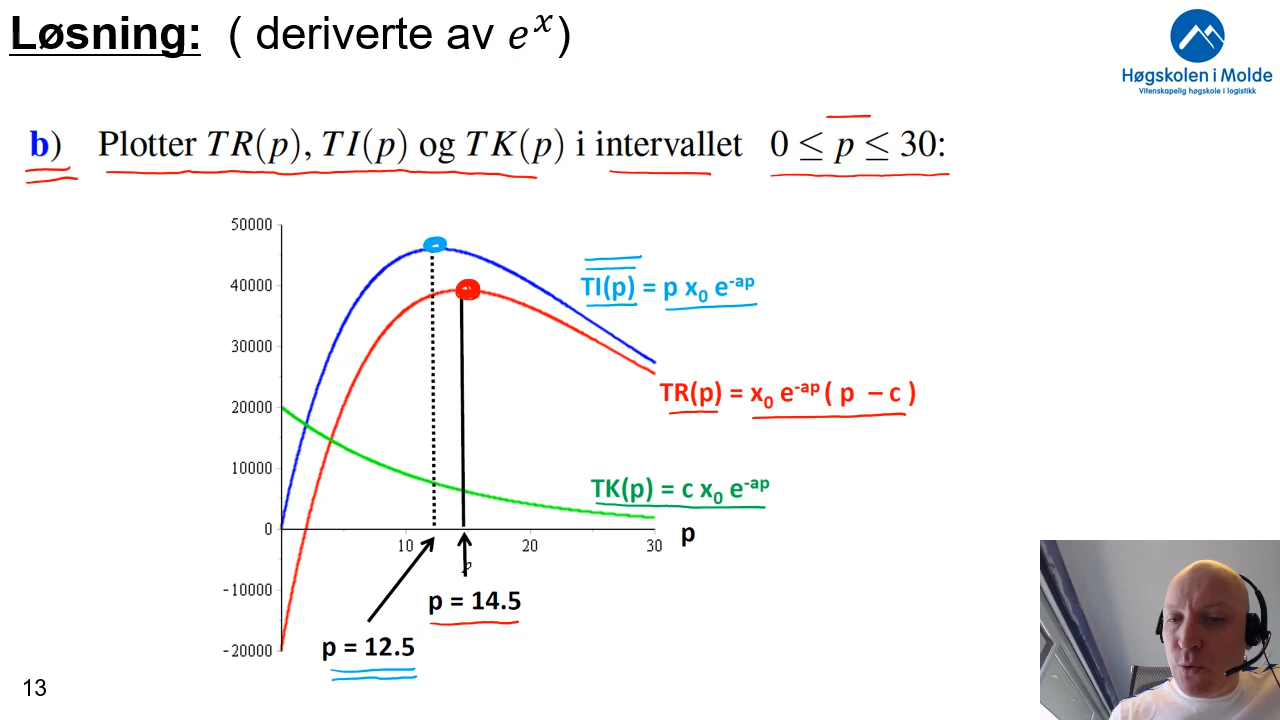 Løsning: ( deriverte av eˣ)
Høgskolen i Molde
Vitenskapelig høgskole i logistikk
b) Plotter TR(p), TI(p) og TK(p) i intervallet 0 ≤ p ≤ 30:
50000
40000
30000
20000
10000
0
-10000
-20000
10
20
30
p
TI(p) = p x₀ e⁻ᵃᵖ
TR(p) = x₀ e⁻ᵃᵖ ( p – c )
TK(p) = c x₀ e⁻ᵃᵖ
p
p = 14.5
p = 12.5
13